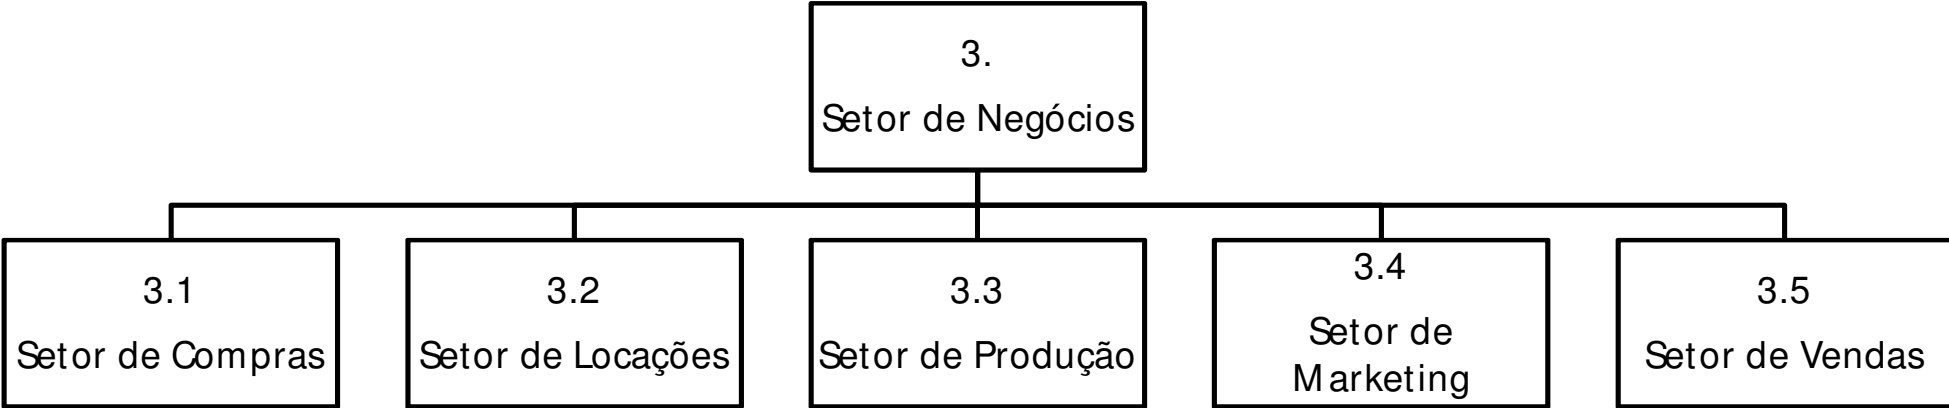 3.
Setor de Negócios
3.1
Setor de Compras
3.2
Setor de Locações
3.3
Setor de Produção
3.4
Setor de
Marketing
3.5
Setor de Vendas